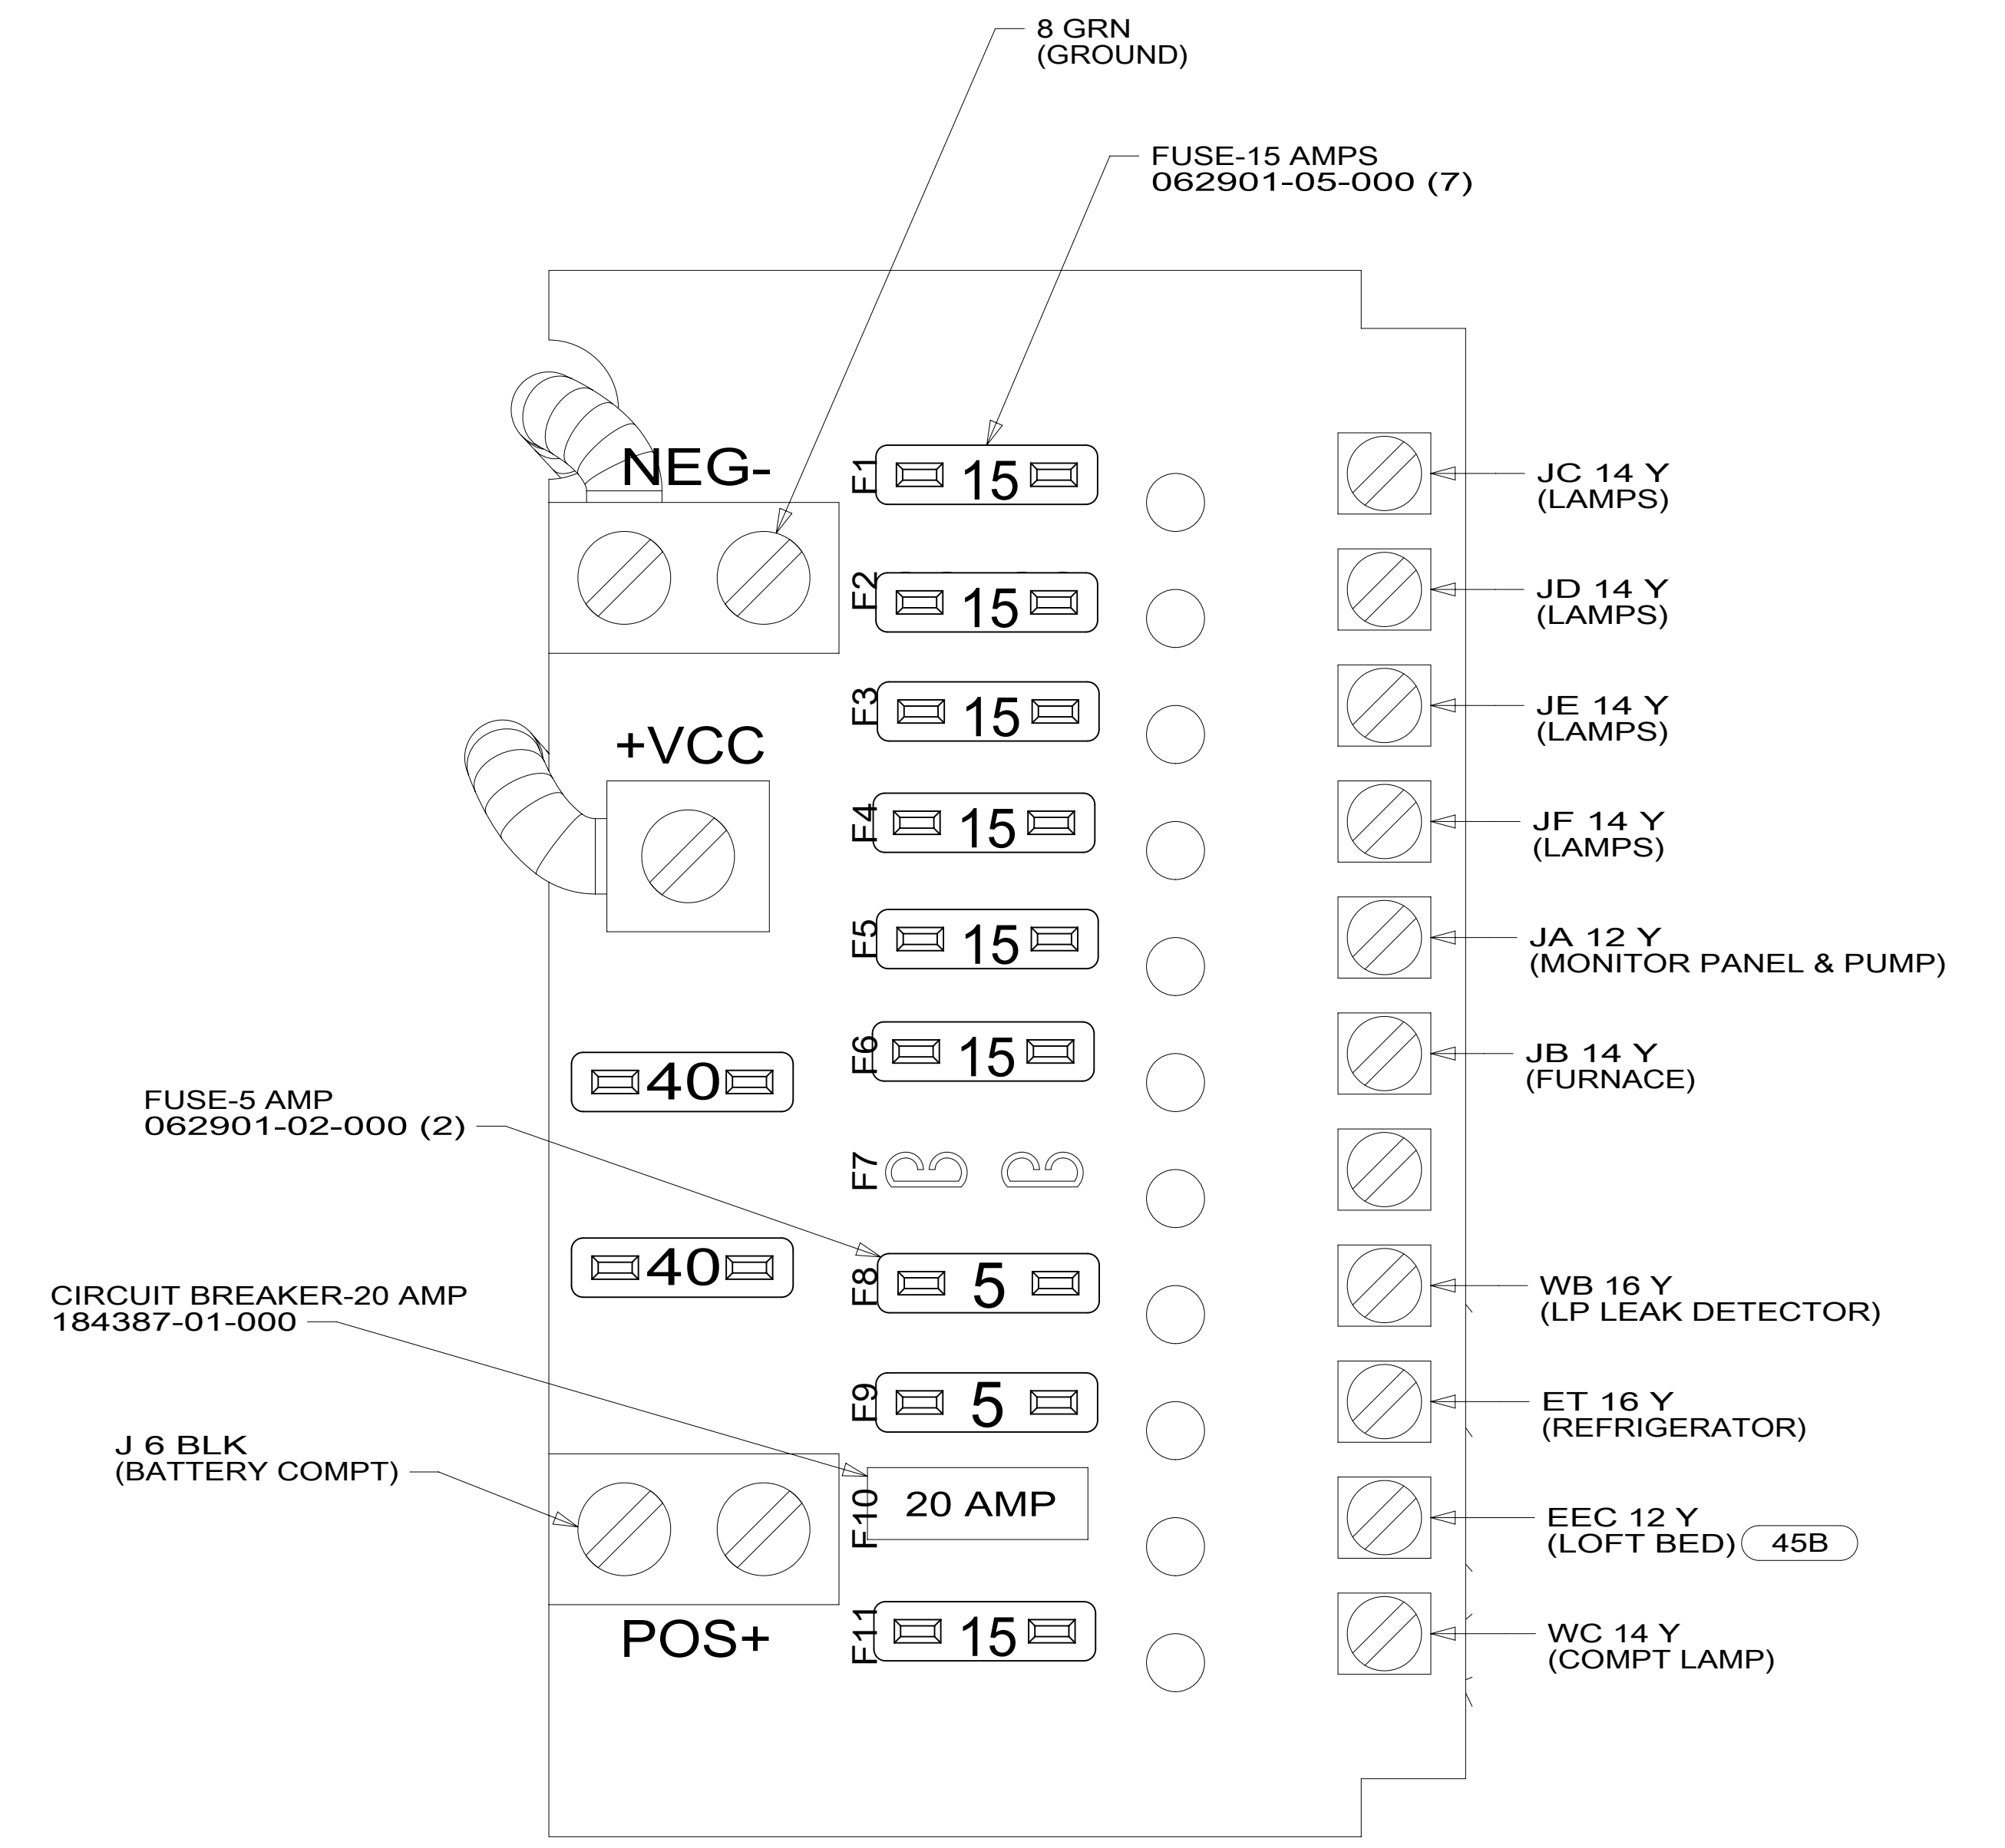 8 GRN
(GROUND)
FUSE-15 AMPS
062901-05-000 (7)
NEG-
F1
15
JC 14 Y
(LAMPS)
F2
15
JD 14 Y
(LAMPS)
F3
15
JE 14 Y
(LAMPS)
+VCC
F4
15
JF 14 Y
(LAMPS)
F5
15
JA 12 Y
(MONITOR PANEL & PUMP)
F6
15
JB 14 Y
(FURNACE)
40
FUSE-5 AMP
062901-02-000 (2)
F7
40
F8
5
WB 16 Y
(LP LEAK DETECTOR)
CIRCUIT BREAKER-20 AMP
184387-01-000
F9
5
ET 16 Y
(REFRIGERATOR)
J 6 BLK
(BATTERY COMPT)
F10
20 AMP
EEC 12 Y
(LOFT BED) 45B
POS+
F11
15
WC 14 Y
(COMPT LAMP)